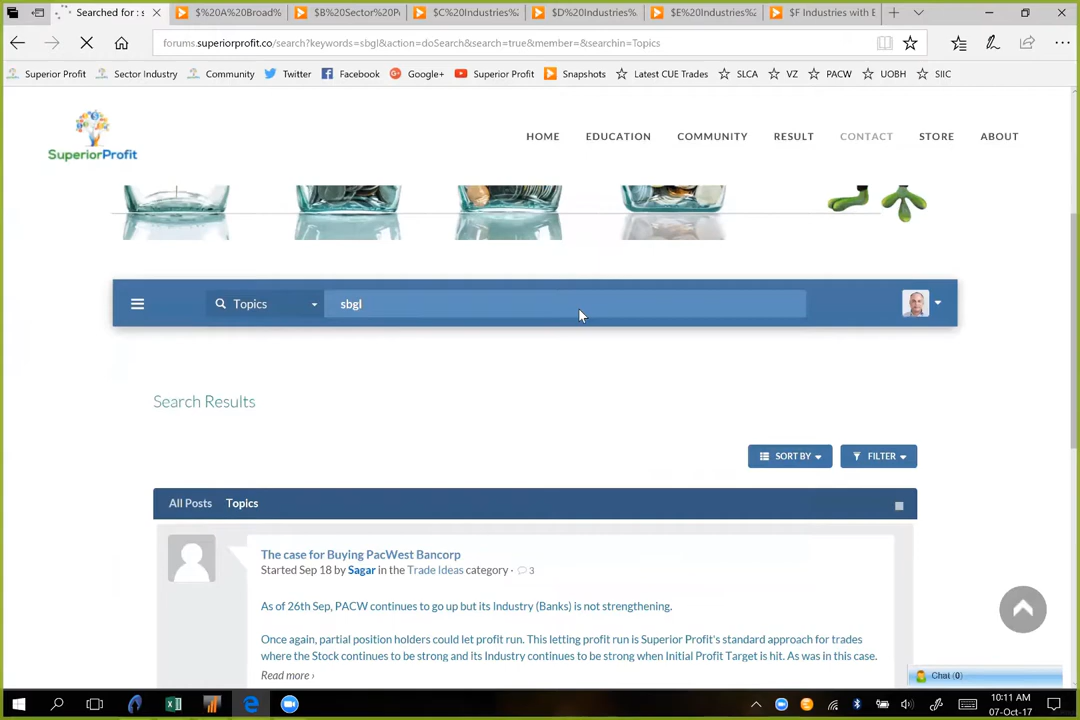 Searched for : s
$%20A%20Broad%
$B%20Sector%20P
$C%20Industries%
$D%20Industries%
$E%20Industries%
$F Industries with E
forums.superiorprofit.co/search?keywords=sbgl&action=doSearch&search=true&member=&searchin=Topics
Superior Profit
Sector Industry
Community
Twitter
Facebook
Google+
Superior Profit
Snapshots
Latest CUE Trades
SLCA
VZ
PACW
UOBH
SIIC
SuperiorProfit
HOME
EDUCATION
COMMUNITY
RESULT
CONTACT
STORE
ABOUT
Topics
sbgl
Search Results
SORT BY
FILTER
All Posts Topics
The case for Buying PacWest Bancorp
Started Sep 18 by Sagar in the Trade Ideas category · 3
As of 26th Sep, PACW continues to go up but its Industry (Banks) is not strengthening.
Once again, partial position holders could let profit run. This letting profit run is Superior Profit's standard approach for trades
where the Stock continues to be strong and its Industry continues to be strong when Initial Profit Target is hit. As was in this case.
Read more ›
Chat (0)
10:11 AM
07-Oct-17